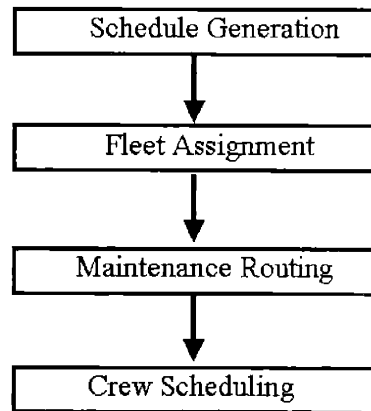 Schedule Generation
Fleet Assignment
Maintenance Routing
Crew Scheduling